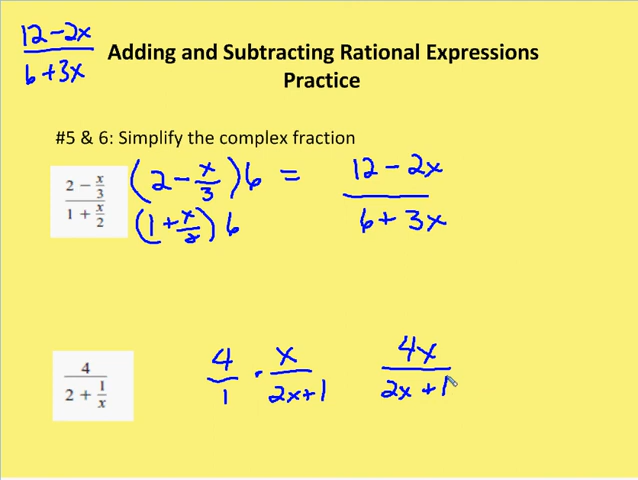 12 - 2x
6 + 3x
Adding and Subtracting Rational Expressions
Practice
#5 & 6: Simplify the complex fraction
2 - x/3
1 + x/2
(2 - x/3) 6 = 12 - 2x
(1 + x/2) 6 6 + 3x
4
2 + 1/x
4/1 · x/2x+1 4x/2x+1